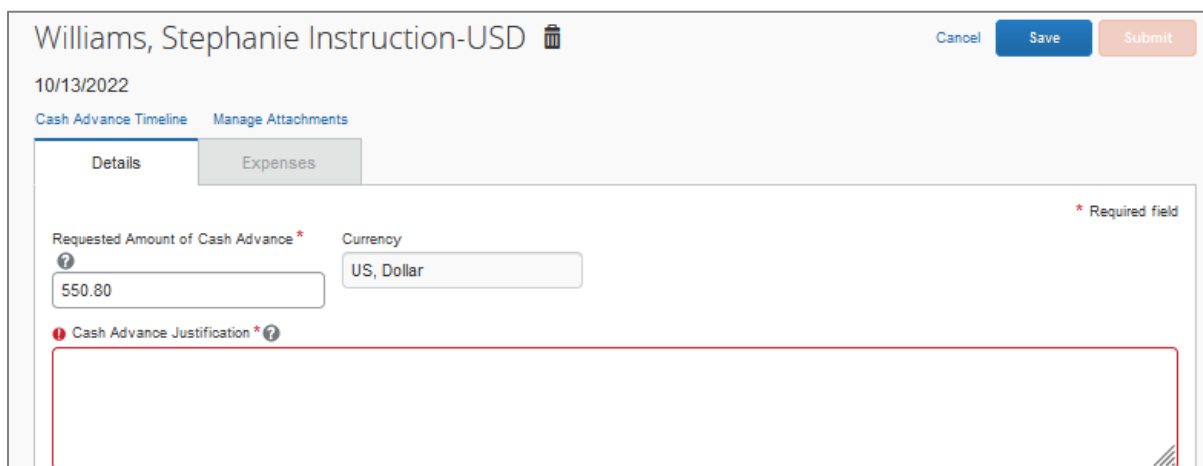 Williams, Stephanie Instruction-USD
Cancel
Save
Submit
10/13/2022
Cash Advance Timeline Manage Attachments
Details Expenses
* Required field
Requested Amount of Cash Advance * Currency
550.80 US, Dollar
Cash Advance Justification *